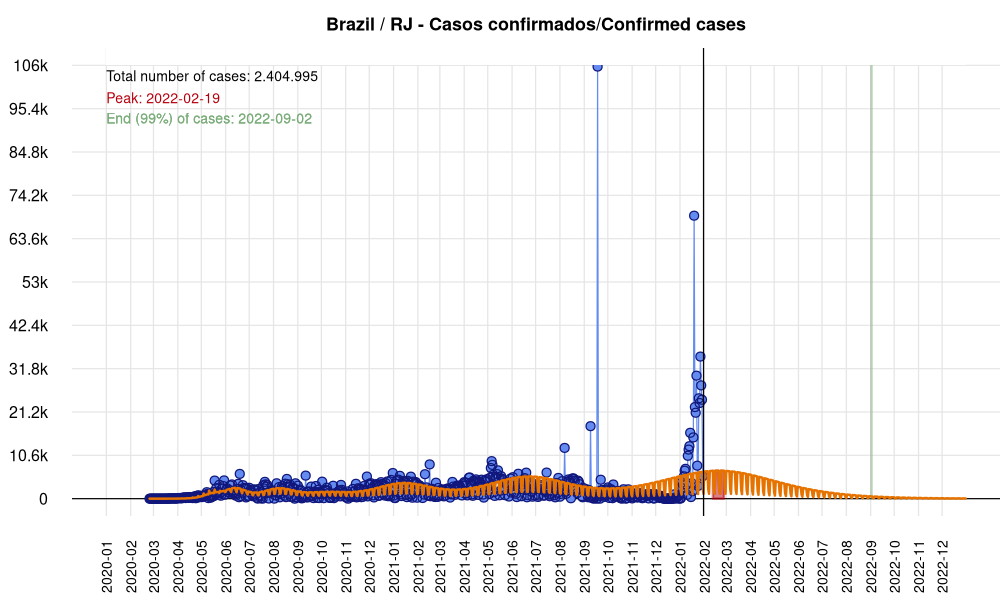 Brazil / RJ - Casos confirmados/Confirmed cases
Total number of cases: 2.404.995
Peak: 2022-02-19
End (99%) of cases: 2022-09-02
106k
95.4k
84.8k
74.2k
63.6k
53k
42.4k
31.8k
21.2k
10.6k
0
2020-01
2020-02
2020-03
2020-04
2020-05
2020-06
2020-07
2020-08
2020-09
2020-10
2020-11
2020-12
2021-01
2021-02
2021-03
2021-04
2021-05
2021-06
2021-07
2021-08
2021-09
2021-10
2021-11
2021-12
2022-01
2022-02
2022-03
2022-04
2022-05
2022-06
2022-07
2022-08
2022-09
2022-10
2022-11
2022-12